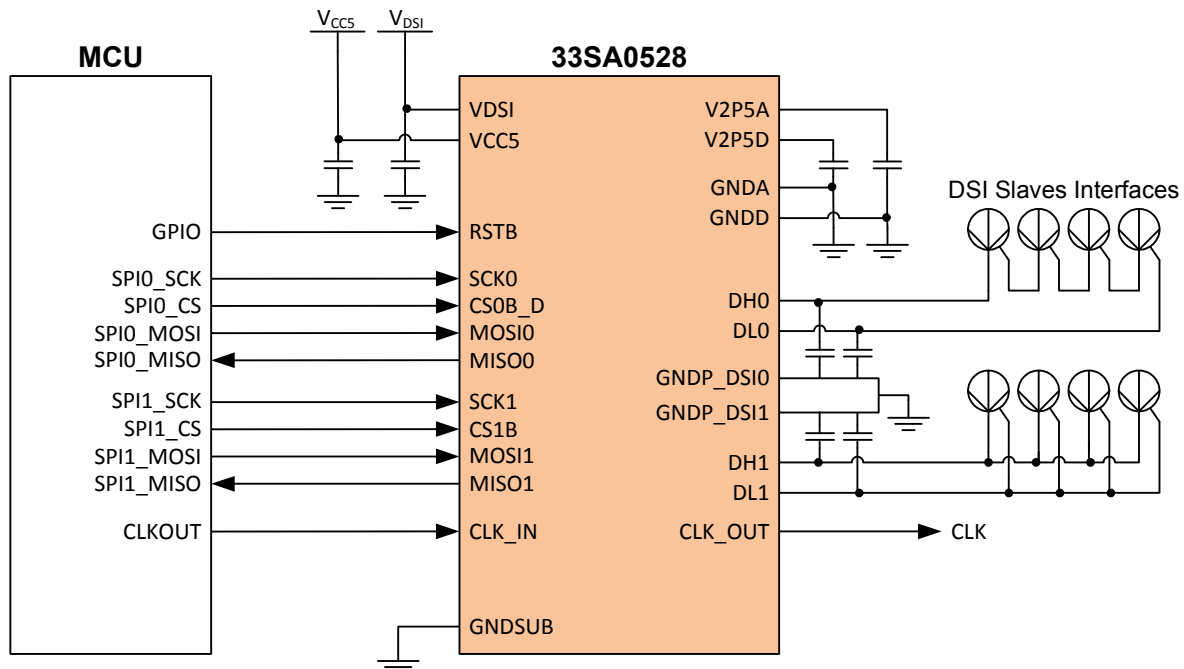 VCC5 VDSI
MCU
33SA0528
VDSI
VCC5
RSTB
SCK0
CS0B_D
MOSI0
MISO0
SCK1
CS1B
MOSI1
MISO1
CLK_IN
GNDSUB
GPIO
SPI0_SCK
SPI0_CS
SPI0_MOSI
SPI0_MISO
SPI1_SCK
SPI1_CS
SPI1_MOSI
SPI1_MISO
CLKOUT
V2P5A
V2P5D
GNDA
GNDD
DH0
DL0
GNDP_DSI0
GNDP_DSI1
DH1
DL1
CLK_OUT
DSI Slaves Interfaces
CLK